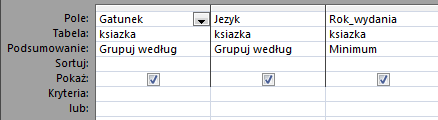 Pole: Gatunek Jezyk Rok_wydania
Tabela: ksiazka ksiazka ksiazka
Podsumowanie: Grupuj według Grupuj według Minimum
Sortuj:
Pokaż:
Kryteria:
lub: